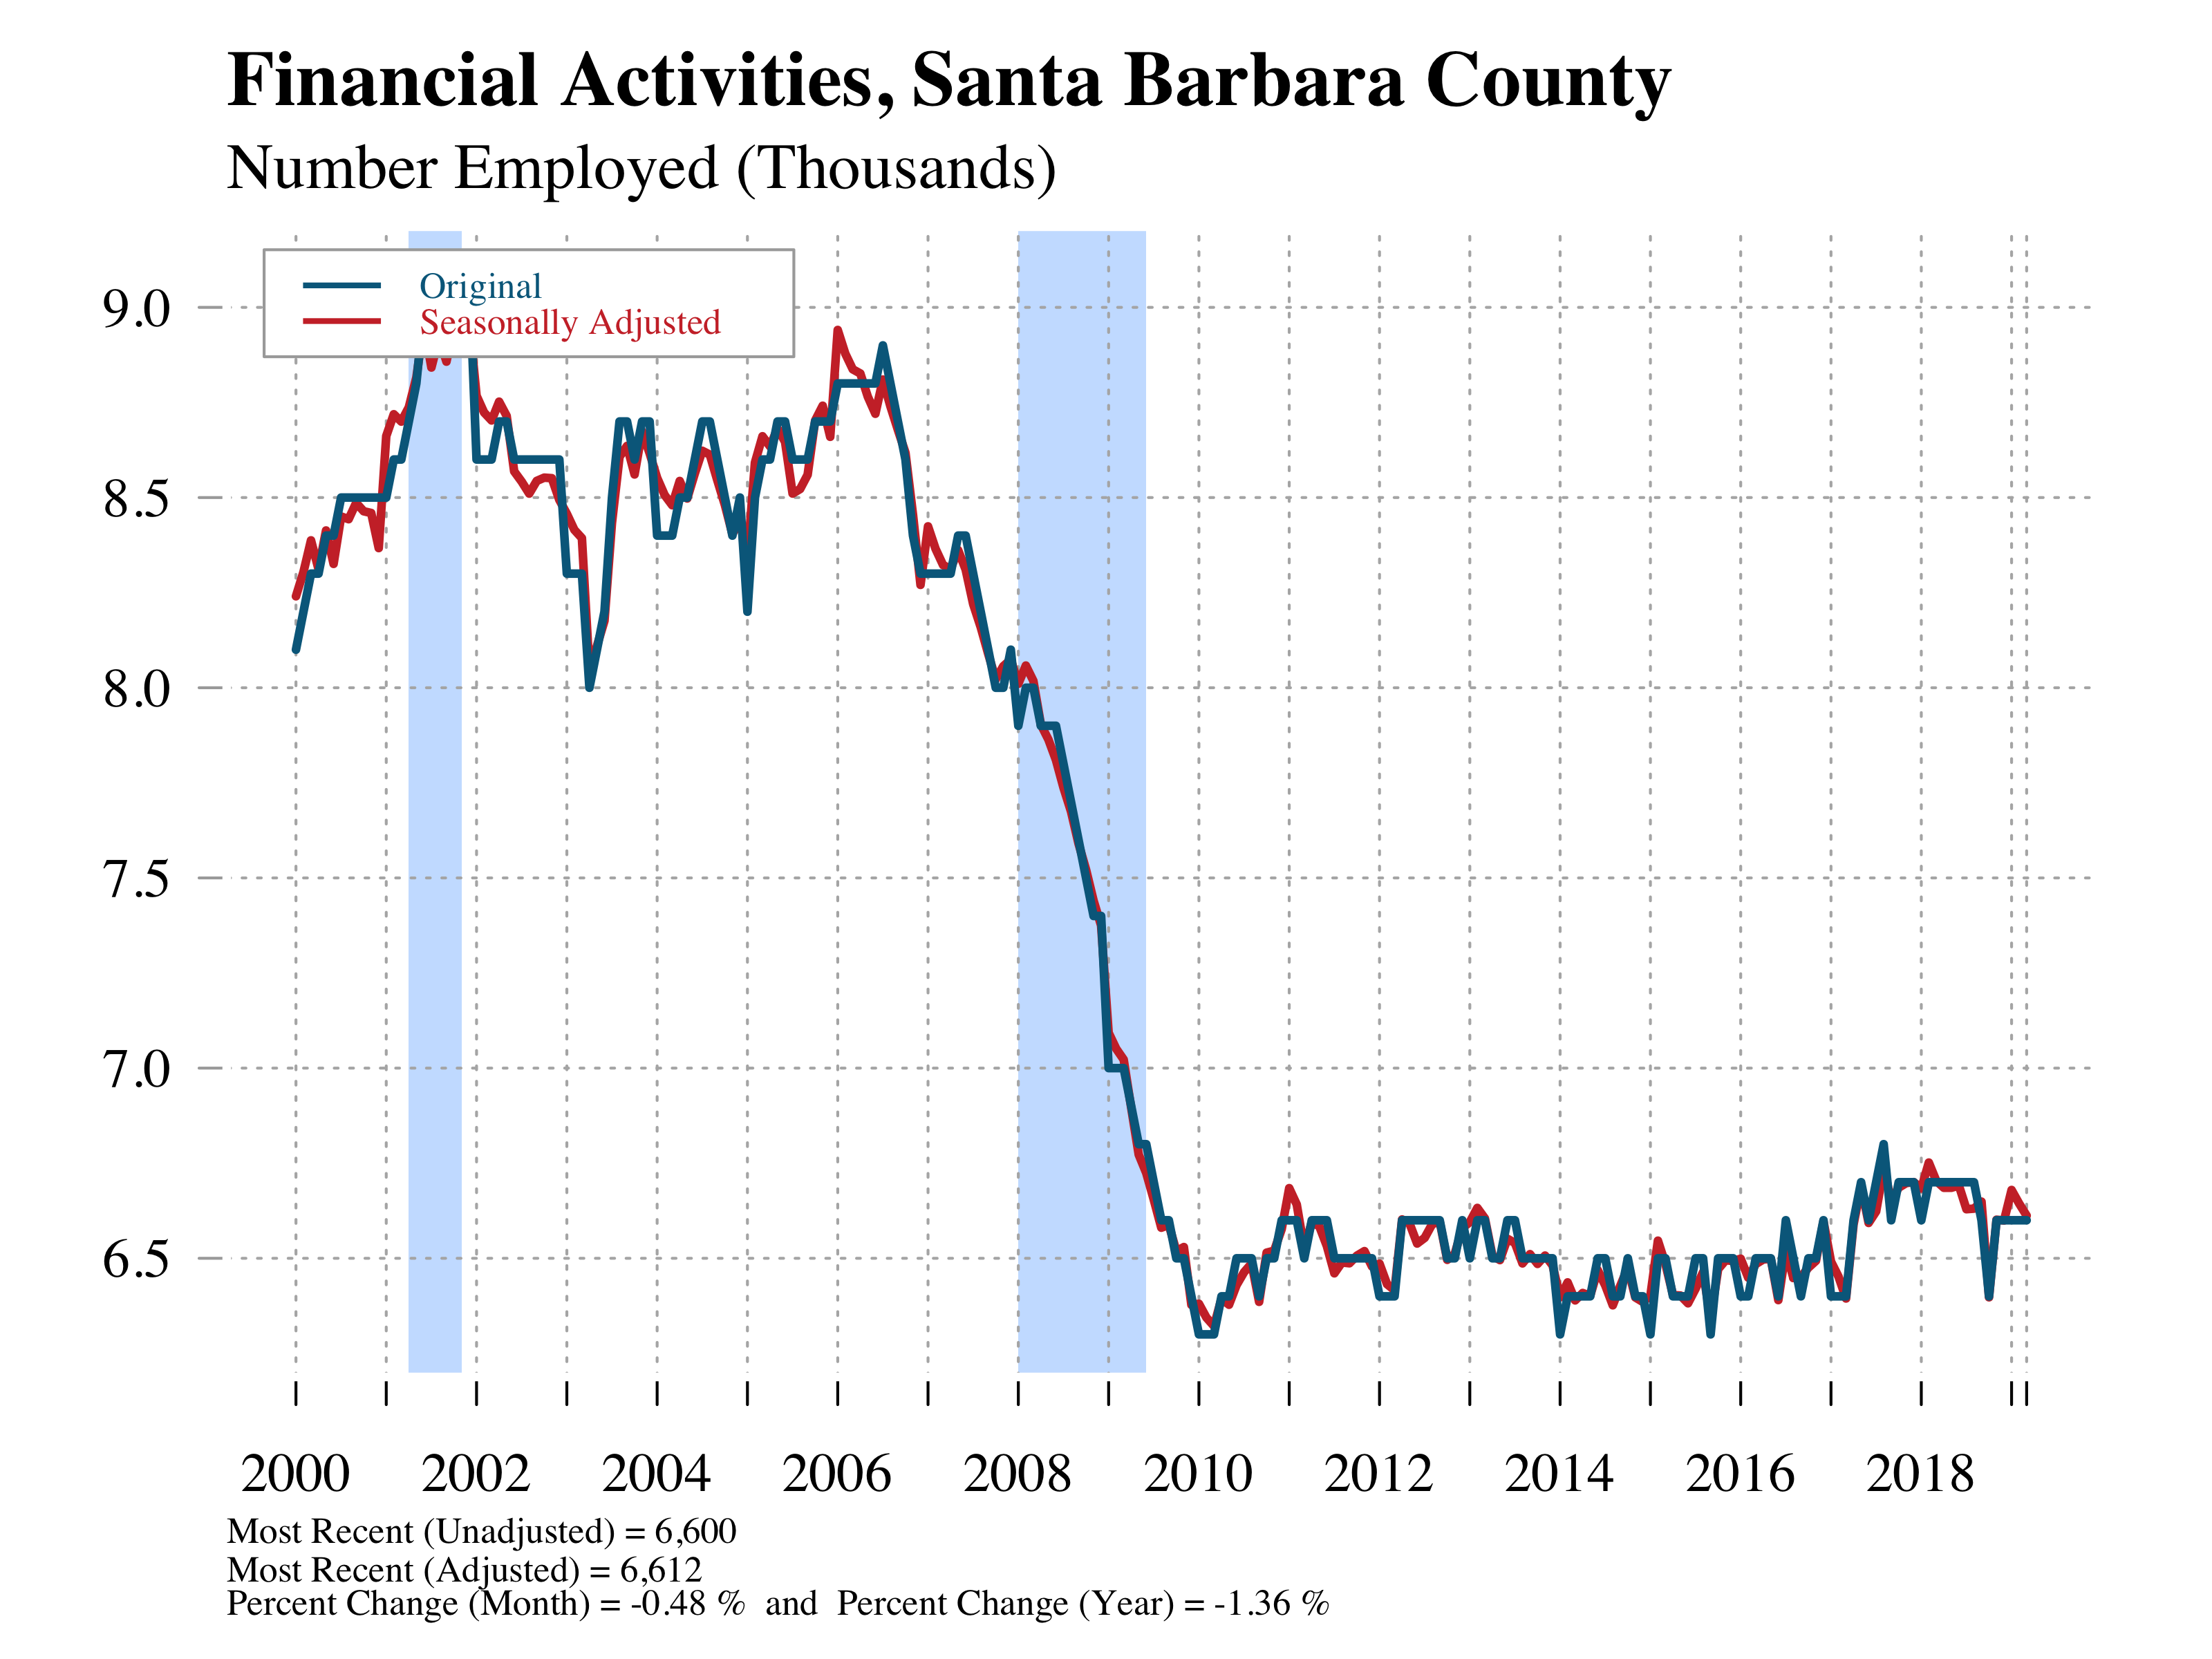 Financial Activities, Santa Barbara County
Number Employed (Thousands)
Original
Seasonally Adjusted
9.0
8.5
8.0
7.5
7.0
6.5
2000 2002 2004 2006 2008 2010 2012 2014 2016 2018
Most Recent (Unadjusted) = 6,600
Most Recent (Adjusted) = 6,612
Percent Change (Month) = -0.48 % and Percent Change (Year) = -1.36 %